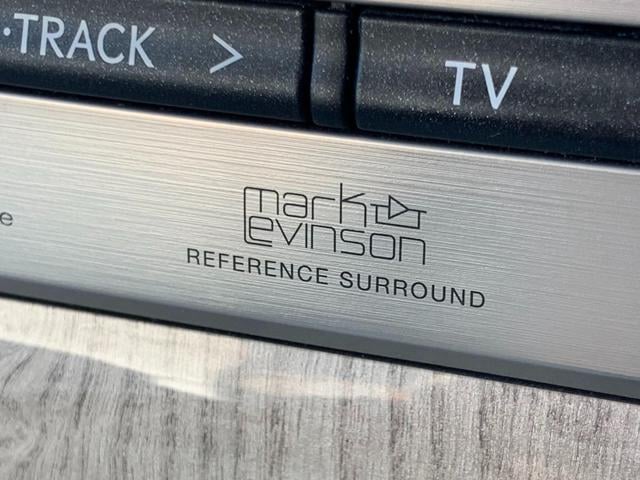 ·TRACK >
TV
mark
Levinson
REFERENCE SURROUND
e